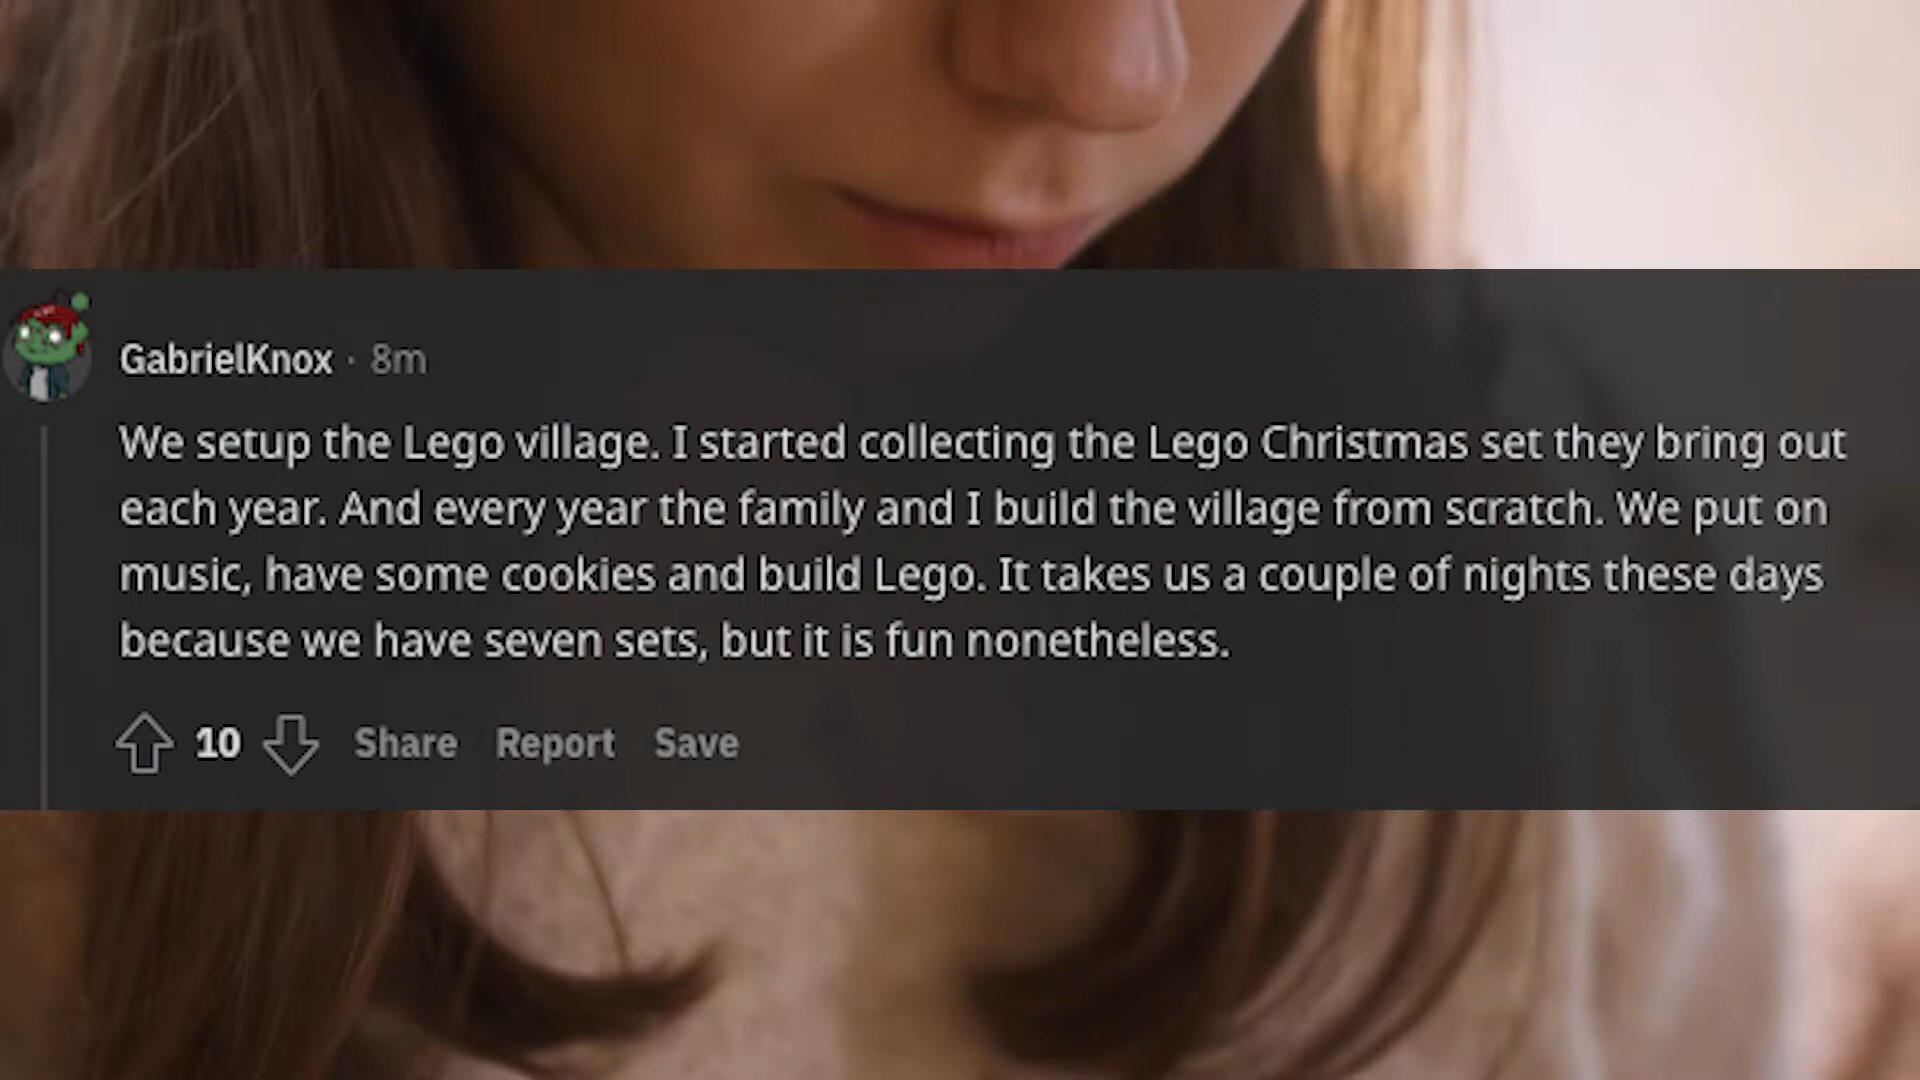 GabrielKnox · 8m
We setup the Lego village. I started collecting the Lego Christmas set they bring out
each year. And every year the family and I build the village from scratch. We put on
music, have some cookies and build Lego. It takes us a couple of nights these days
because we have seven sets, but it is fun nonetheless.
10 Share Report Save